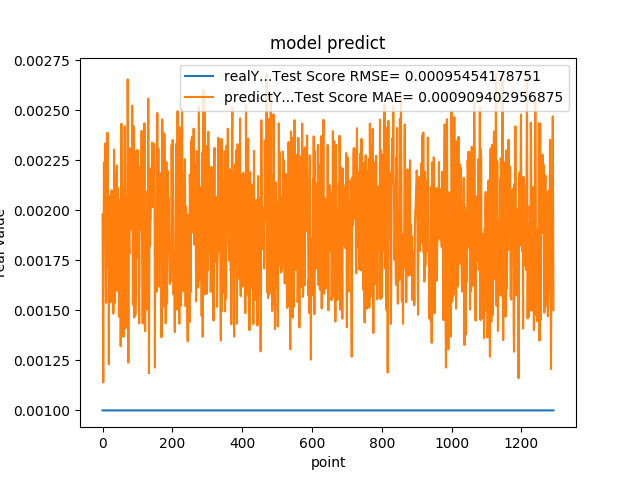 model predict
realY...Test Score RMSE= 0.00095454178751
predictY...Test Score MAE= 0.000909402956875
0.00275
0.00250
0.00225
0.00200
0.00175
0.00150
0.00125
0.00100
real value
0 200 400 600 800 1000 1200
point